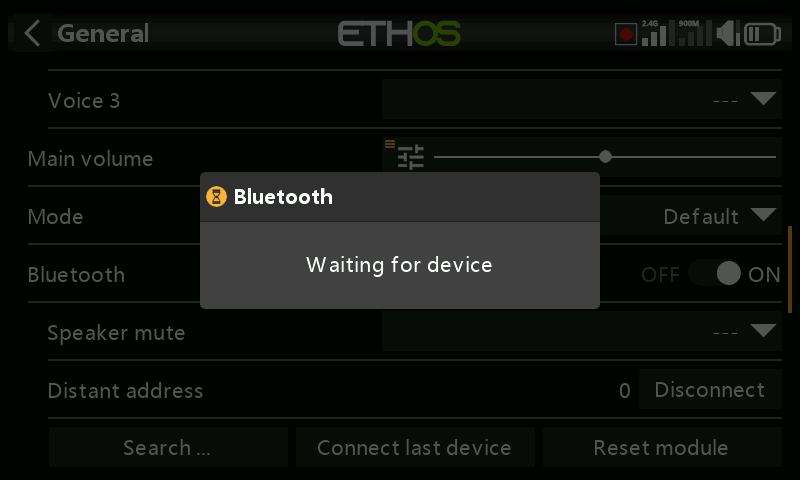 General
ETHOS
2.4G
900M
Voice 3
---
Main volume
Mode
Default
Bluetooth
OFF
ON
Bluetooth
Waiting for device
Speaker mute
---
Distant address
0
Disconnect
Search ...
Connect last device
Reset module